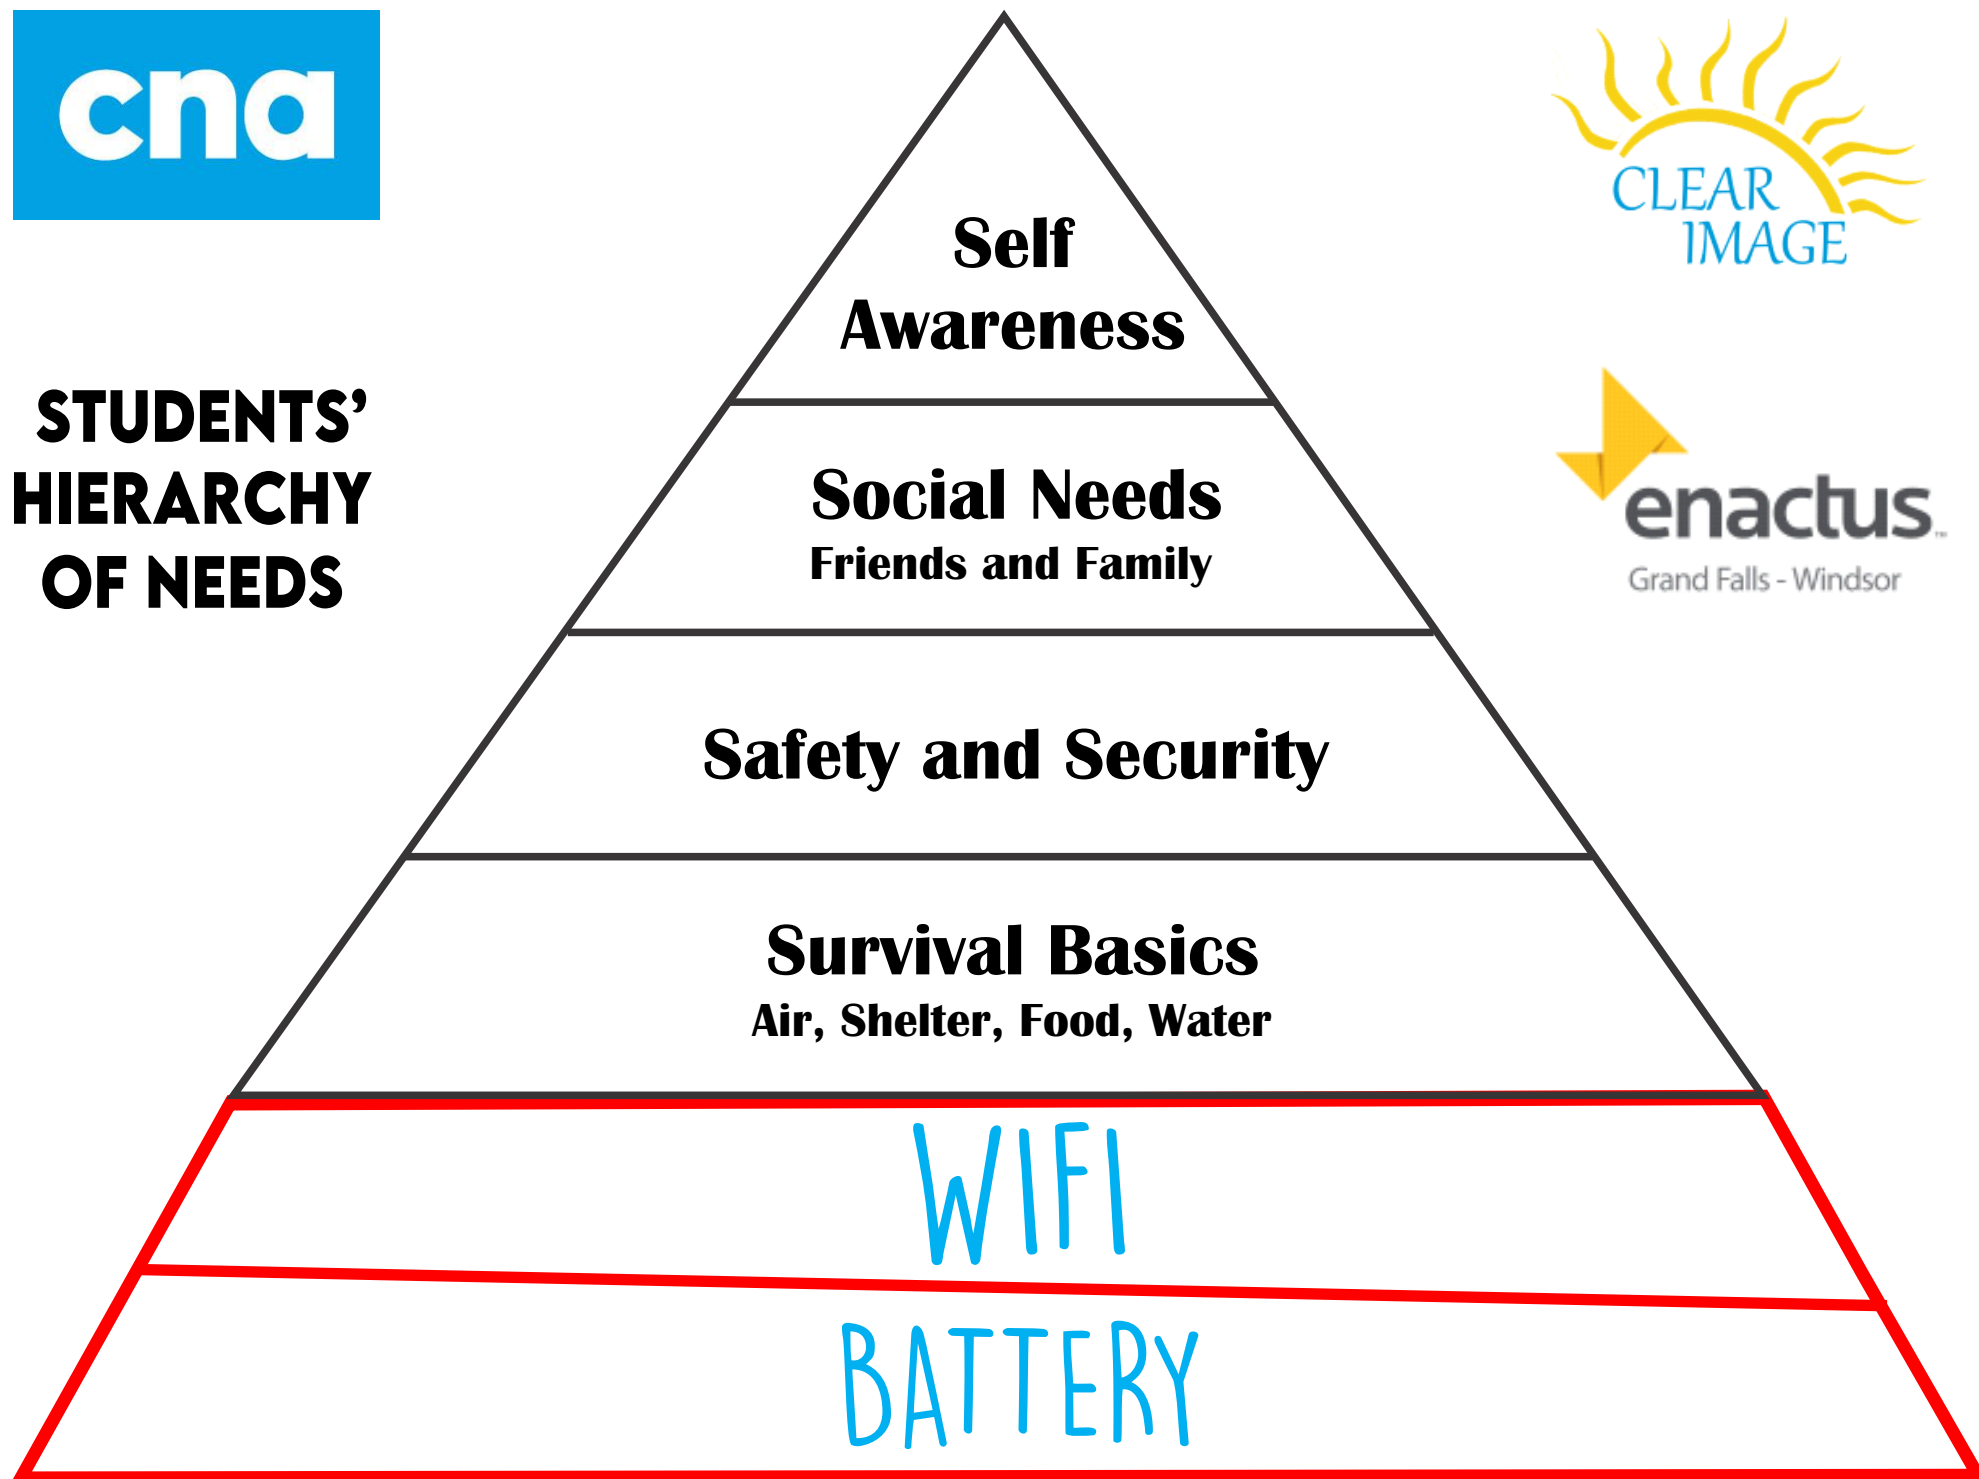 cna
STUDENTS’
HIERARCHY
OF NEEDS
CLEAR
IMAGE
enactus™
Grand Falls - Windsor
Self
Awareness
Social Needs
Friends and Family
Safety and Security
Survival Basics
Air, Shelter, Food, Water
WIFI
BATTERY